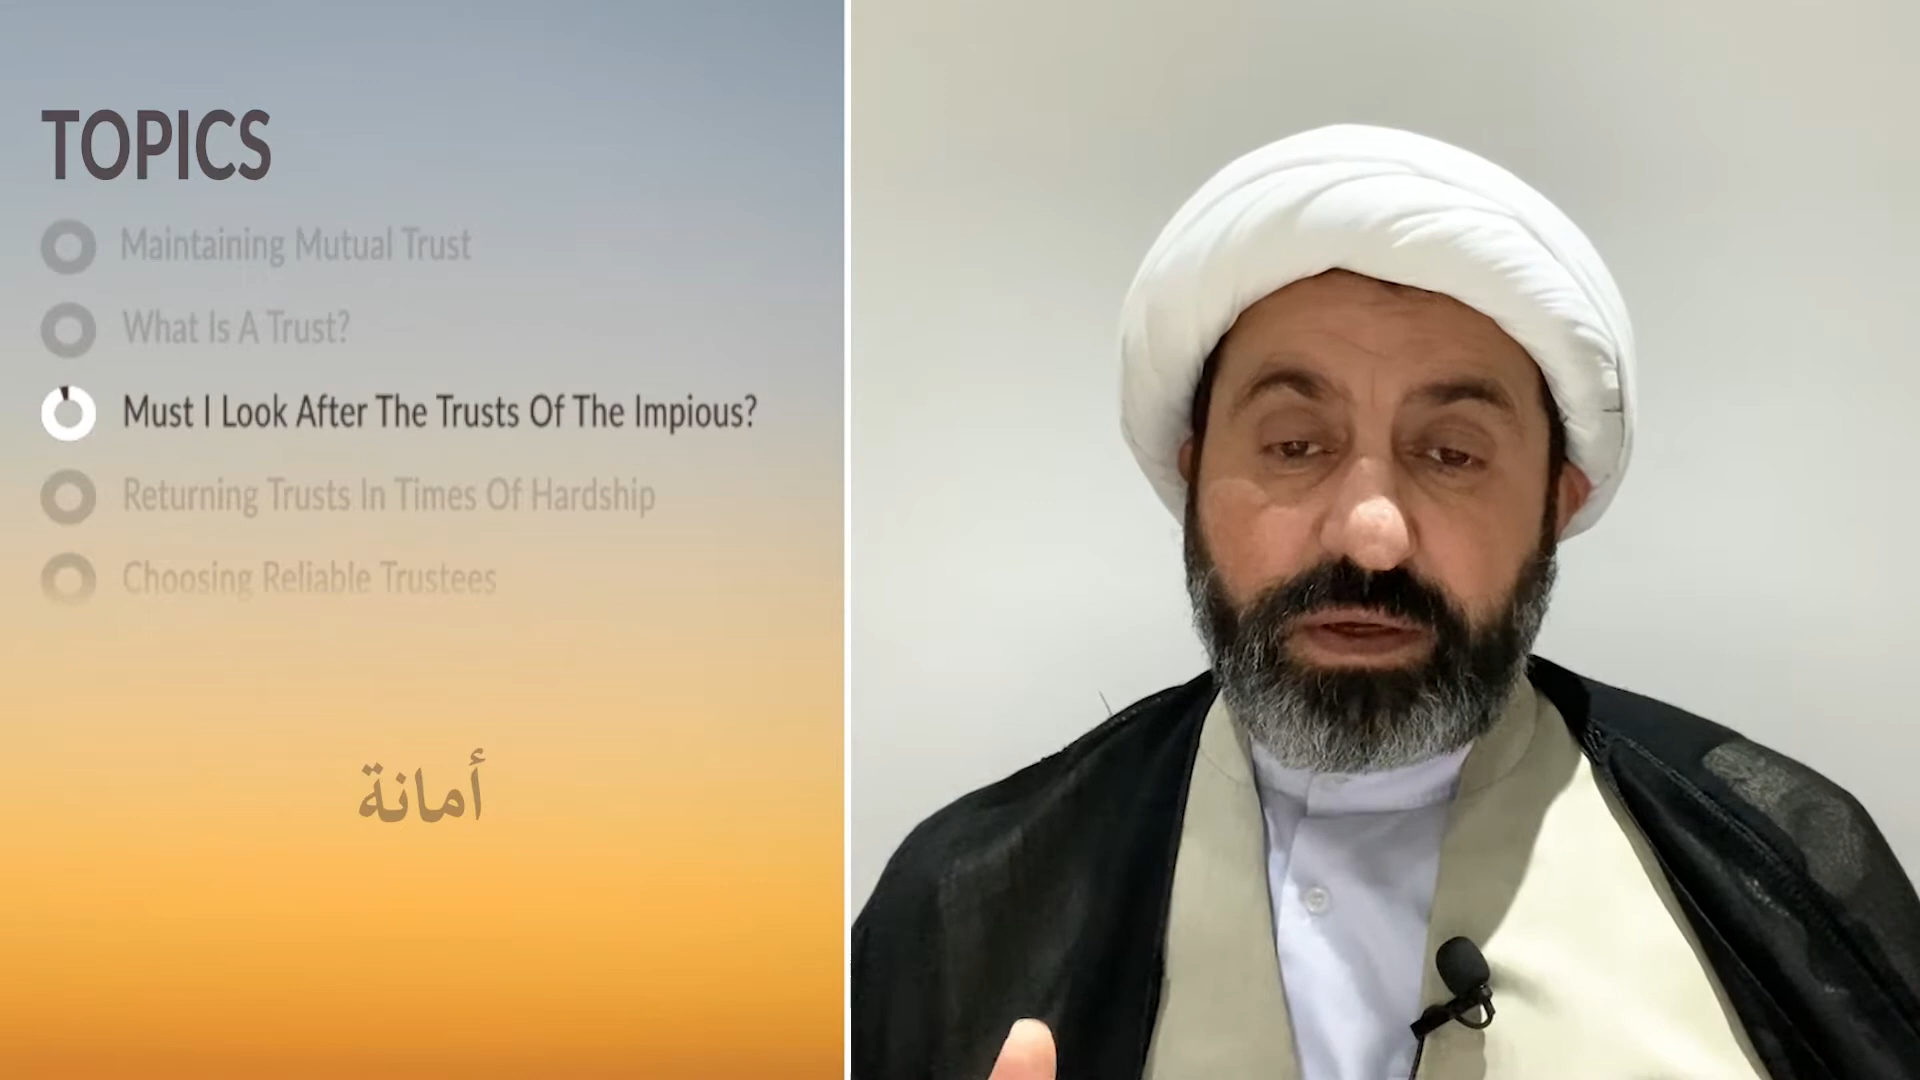 TOPICS
Maintaining Mutual Trust
What Is A Trust?
Must I Look After The Trusts Of The Impious?
Returning Trusts In Times Of Hardship
Choosing Reliable Trustees
أمانة